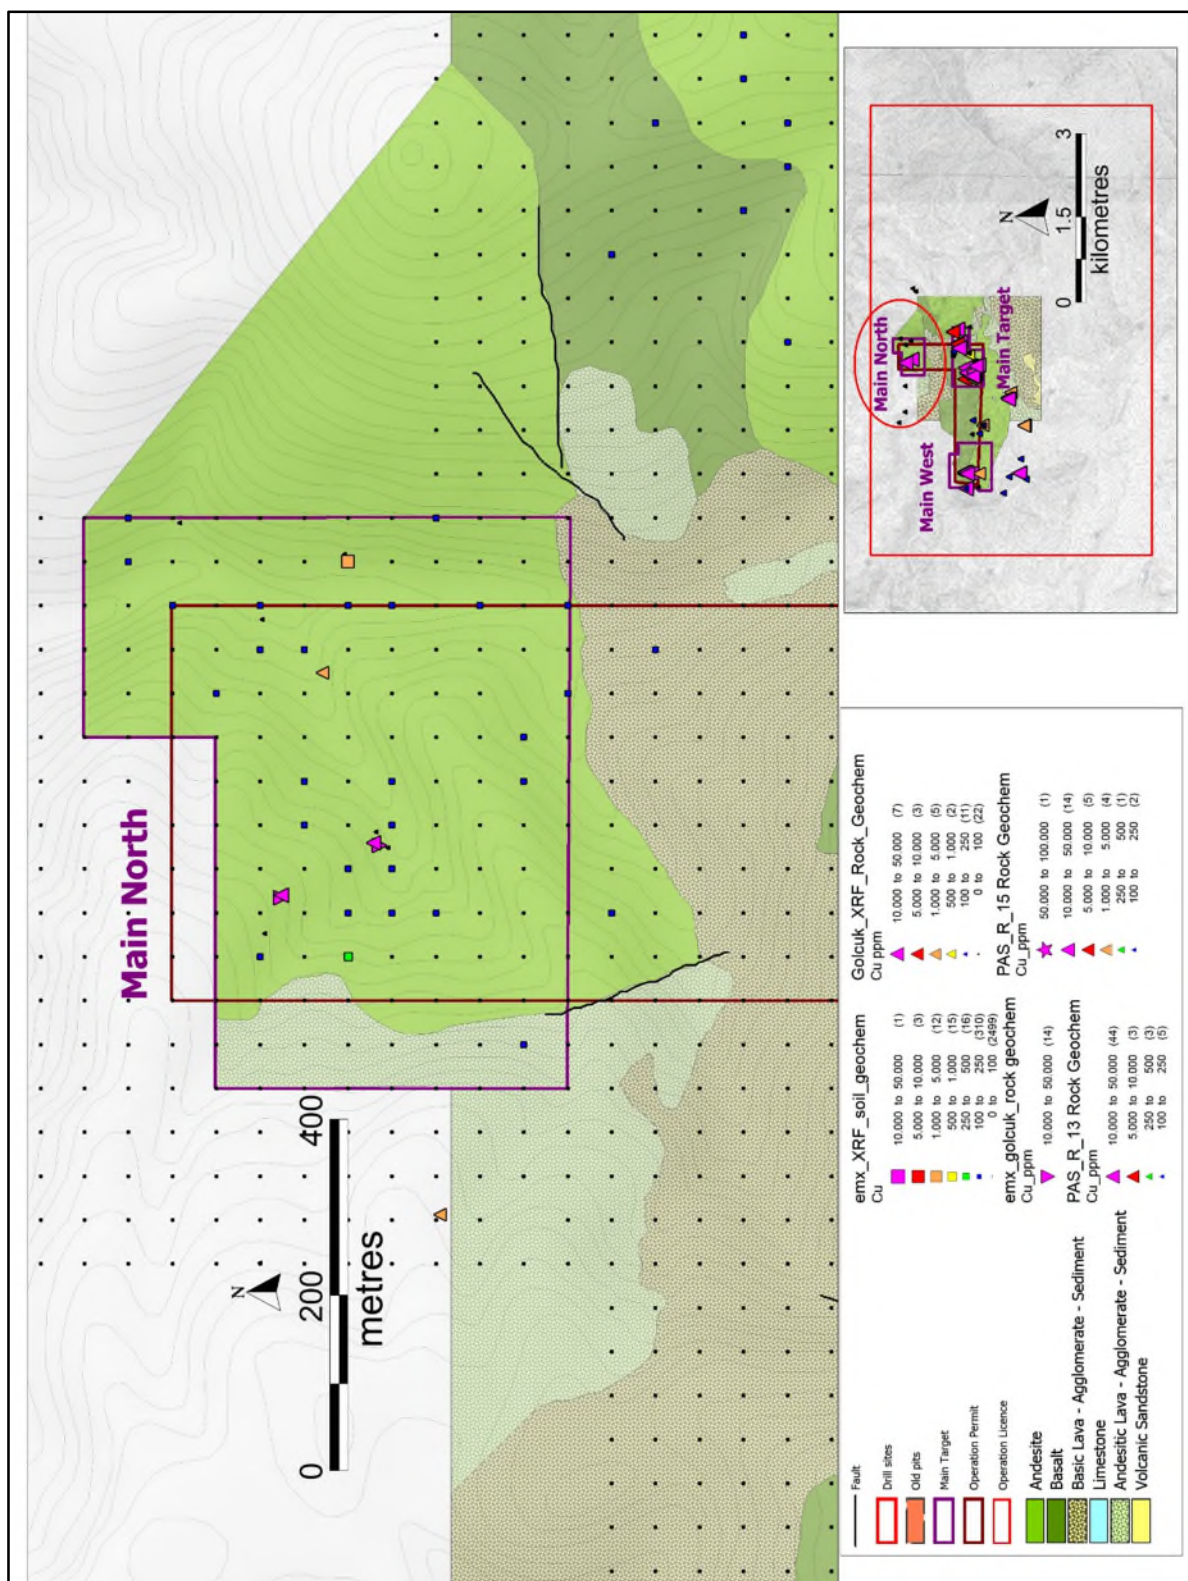 Main North
0 200 400
metres
N
Main North
Main West
Main Target
N
0 1.5 3
kilometres
Fault
Drill sites
Old pits
Main Target
Operation Permit
Operation Licence
Andesite
Basalt
Basic Lava - Agglomerate - Sediment
Limestone
Andesitic Lava - Agglomerate - Sediment
Volcanic Sandstone
emx_XRF_soil_geochem
Cu
10.000 to 50.000 (1)
5.000 to 10.000 (3)
1.000 to 5.000 (12)
500 to 1.000 (15)
250 to 500 (16)
100 to 250 (310)
0 to 100 (2499)
emx_golcuk_rock geochem
Cu_ppm
10.000 to 50.000 (14)
PAS_R_13 Rock Geochem
Cu_ppm
10.000 to 50.000 (44)
5.000 to 10.000 (3)
250 to 500 (3)
100 to 250 (5)
Golcuk_XRF_Rock_Geochem
Cu ppm
10.000 to 50.000 (7)
5.000 to 10.000 (3)
1.000 to 5.000 (5)
500 to 1.000 (2)
100 to 250 (11)
0 to 100 (22)
PAS_R_15 Rock Geochem
Cu_ppm
50.000 to 100.000 (1)
10.000 to 50.000 (14)
5.000 to 10.000 (5)
1.000 to 5.000 (4)
250 to 500 (1)
100 to 250 (2)